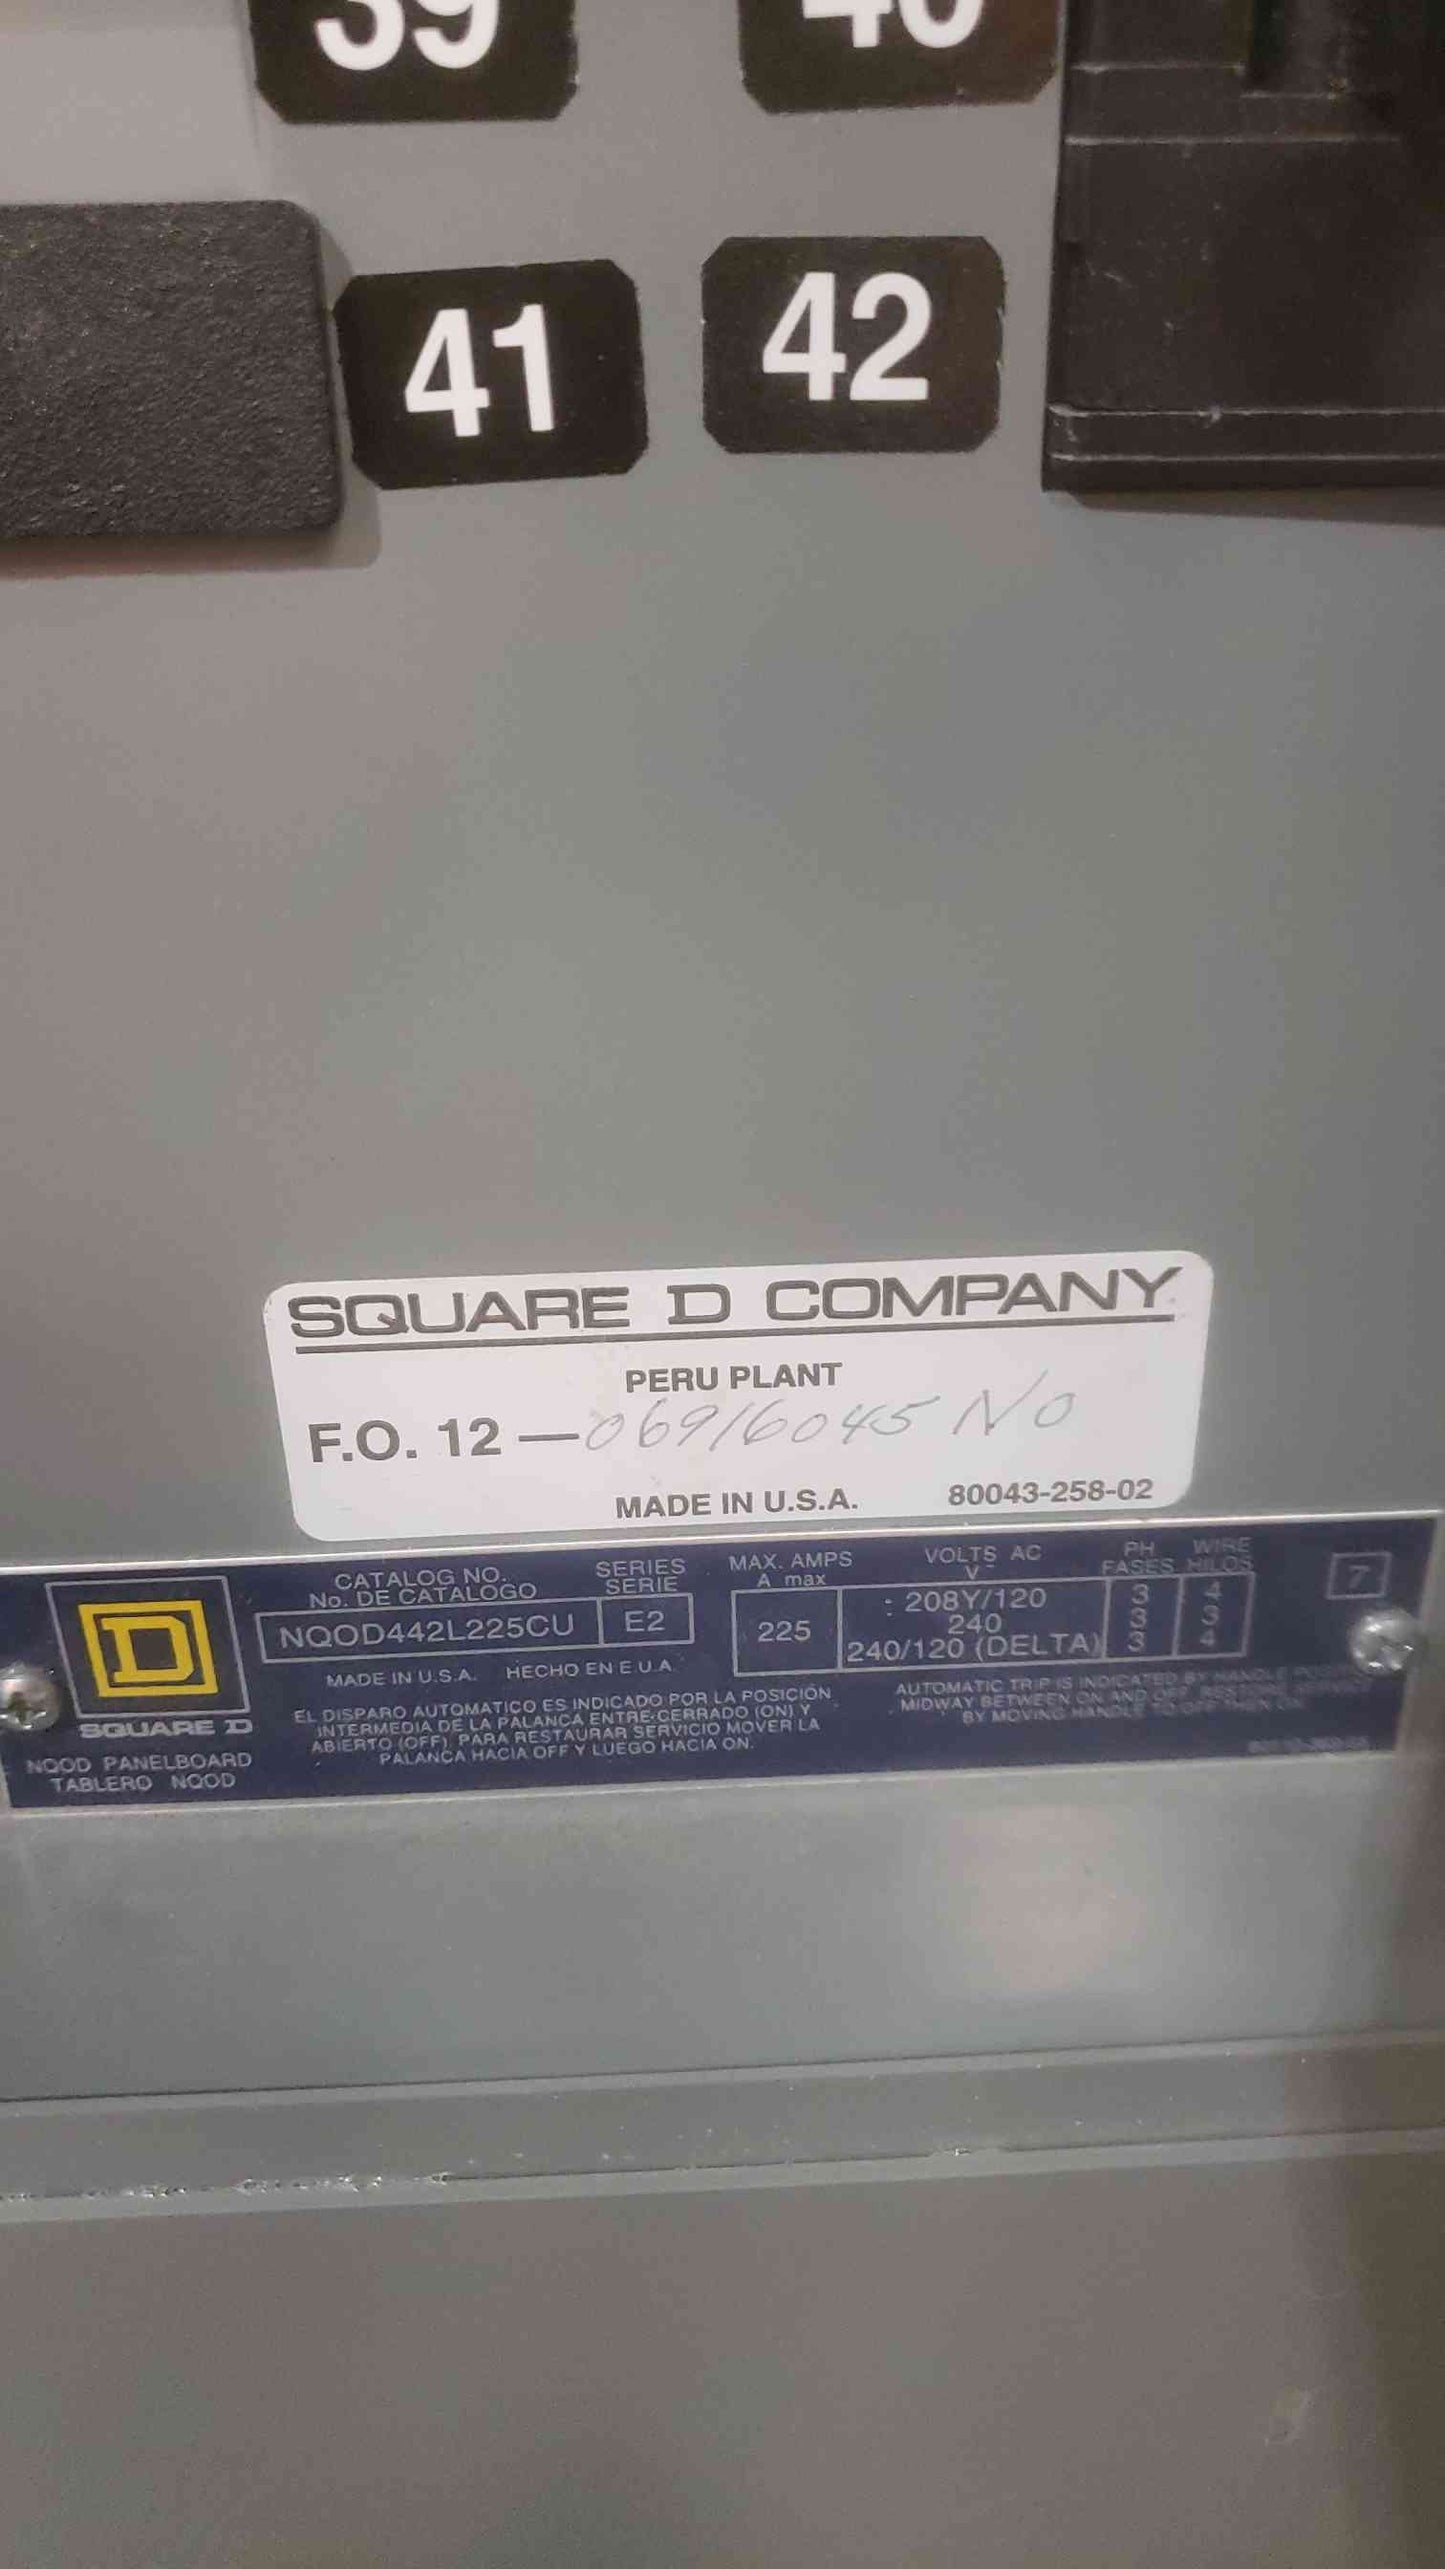 39 40
41 42
SQUARE D COMPANY
PERU PLANT
F.O. 12 — 06916045 NO
MADE IN U.S.A. 80043-258-02
CATALOG NO.
No. DE CATALOGO
NQOD442L225CU
SERIES
SERIE
E2
MAX. AMPS
A max
225
VOLTS AC
V~
: 208Y/120
240
240/120 (DELTA)
PH
FASES
3
3
3
WIRE
HILOS
4
3
4
7
D
SQUARE D
NQOD PANELBOARD
TABLERO NQOD
MADE IN U.S.A. HECHO EN E.U.A.
EL DISPARO AUTOMATICO ES INDICADO POR LA POSICIÓN
INTERMEDIA DE LA PALANCA ENTRE CERRADO (ON) Y
ABIERTO (OFF). PARA RESTAURAR SERVICIO MOVER LA
PALANCA HACIA OFF Y LUEGO HACIA ON.
AUTOMATIC TRIP IS INDICATED BY HANDLE POSITION
MIDWAY BETWEEN ON AND OFF. RESTORE SERVICE
BY MOVING HANDLE TO OFF THEN ON.